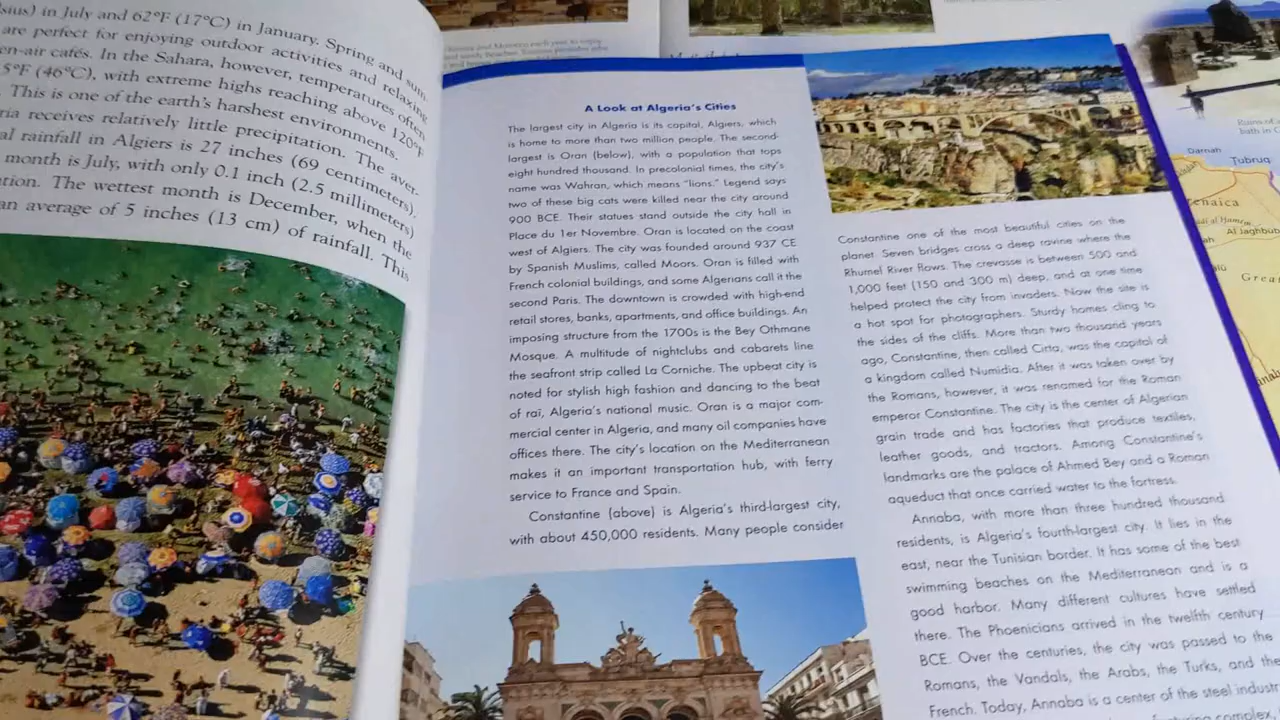 in July and 62°F (17°C) in January. Spring and
are perfect for enjoying outdoor activities and relaxing
cafés. In the Sahara, however, temperatures often
(46°C), with extreme highs reaching above 120°F
This is one of the earth's harshest environments.
receives relatively little precipitation. The aver-
rainfall in Algiers is 27 inches (69 centimeters).
month is July, with only 0.1 inch (2.5 millimeters)
The wettest month is December, when the
an average of 5 inches (13 cm) of rainfall. This
A Look at Algeria's Cities
The largest city in Algeria is its capital, Algiers, which
is home to more than two million people. The second-
largest is Oran (below), with a population that tops
eight hundred thousand. In precolonial times, the city's
name was Wahran, which means "lions." Legend says
two of these big cats were killed near the city around
900 BCE. Their statues stand outside the city hall in
Place du 1er Novembre. Oran is located on the coast
west of Algiers. The city was founded around 937 CE
by Spanish Muslims, called Moors. Oran is filled with
French colonial buildings, and some Algerians call it the
second Paris. The downtown is crowded with high-end
retail stores, banks, apartments, and office buildings. An
imposing structure from the 1700s is the Bey Othmane
Mosque. A multitude of nightclubs and cabarets line
the seafront strip called La Corniche. The upbeat city is
noted for stylish high fashion and dancing to the beat
of raï, Algeria's national music. Oran is a major com-
mercial center in Algeria, and many oil companies have
offices there. The city's location on the Mediterranean
makes it an important transportation hub, with ferry
service to France and Spain.
Constantine (above) is Algeria's third-largest city,
with about 450,000 residents. Many people consider
Constantine one of the most beautiful cities on the
planet. Seven bridges cross a deep ravine where the
Rhumel River flows. The crevasse is between 500 and
1,000 feet (150 and 300 m) deep, and at one time
helped protect the city from invaders. Now the site is
a hot spot for photographers. Sturdy homes cling to
the sides of the cliffs. More than two thousand years
ago, Constantine, then called Cirta, was the capital of
a kingdom called Numidia. After it was taken over by
the Romans, however, it was renamed for the Roman
emperor Constantine. The city is the center of Algerian
grain trade and has factories that produce textiles,
leather goods, and tractors. Among Constantine's
landmarks are the palace of Ahmed Bey and a Roman
aqueduct that once carried water to the fortress.
Annaba, with more than three hundred thousand
residents, is Algeria's fourth-largest city. It lies in the
east, near the Tunisian border. It has some of the best
swimming beaches on the Mediterranean and is a
good harbor. Many different cultures have settled
there. The Phoenicians arrived in the twelfth century
BCE. Over the centuries, the city was passed to the
Romans, the Vandals, the Arabs, the Turks, and the
French. Today, Annaba is a center of the steel
Ruins of
bath in
Darnah
Tubruq
Al Jaghbub